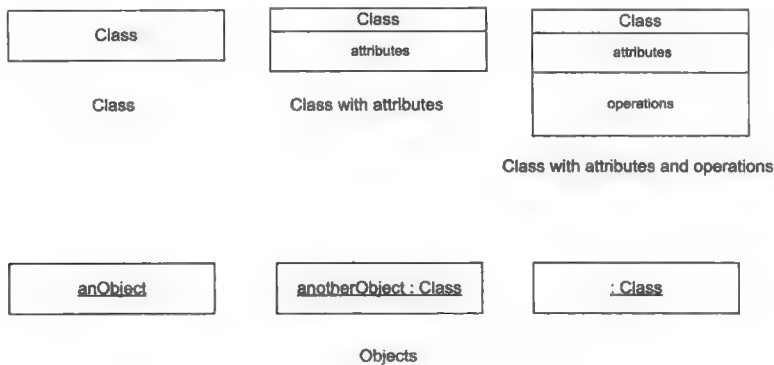 Class
Class
attributes
Class
attributes
operations
Class
Class with attributes
Class with attributes and operations
anObject
anotherObject : Class
: Class
Objects